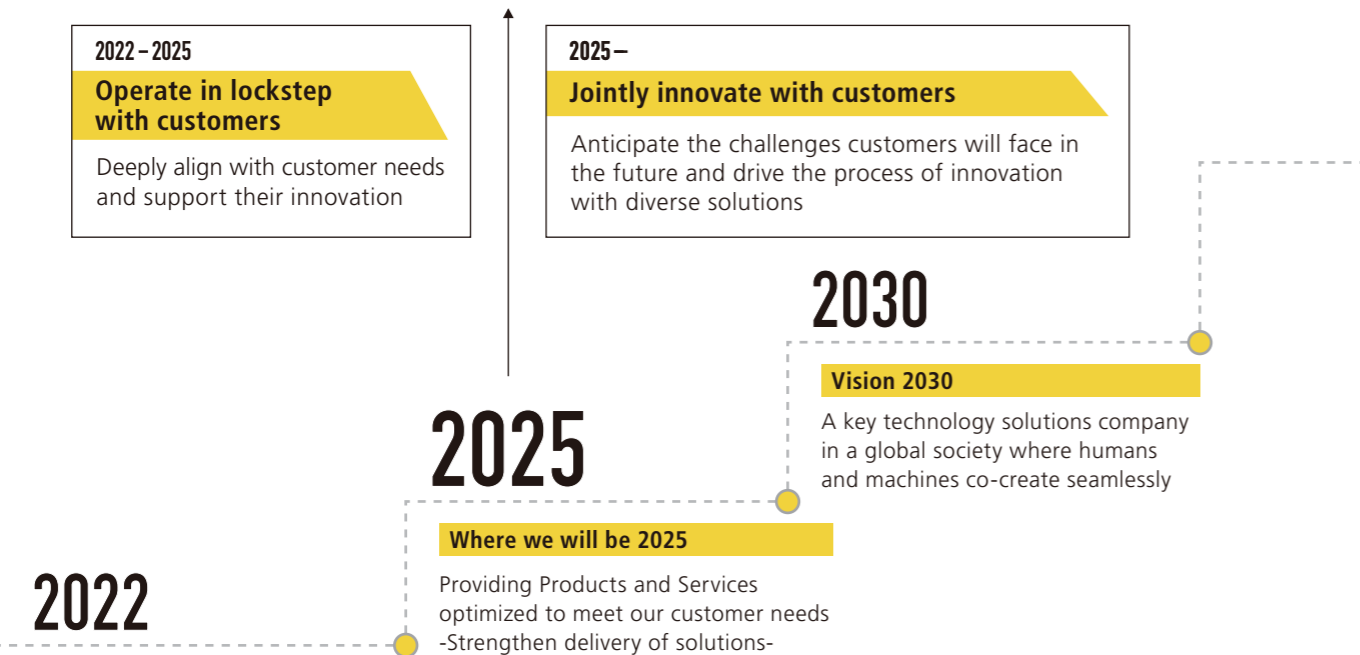 2022–2025
Operate in lockstep
with customers
Deeply align with customer needs
and support their innovation
2025—
Jointly innovate with customers
Anticipate the challenges customers will face in
the future and drive the process of innovation
with diverse solutions
2030
Vision 2030
A key technology solutions company
in a global society where humans
and machines co-create seamlessly
2025
Where we will be 2025
Providing Products and Services
optimized to meet our customer needs
-Strengthen delivery of solutions-
2022